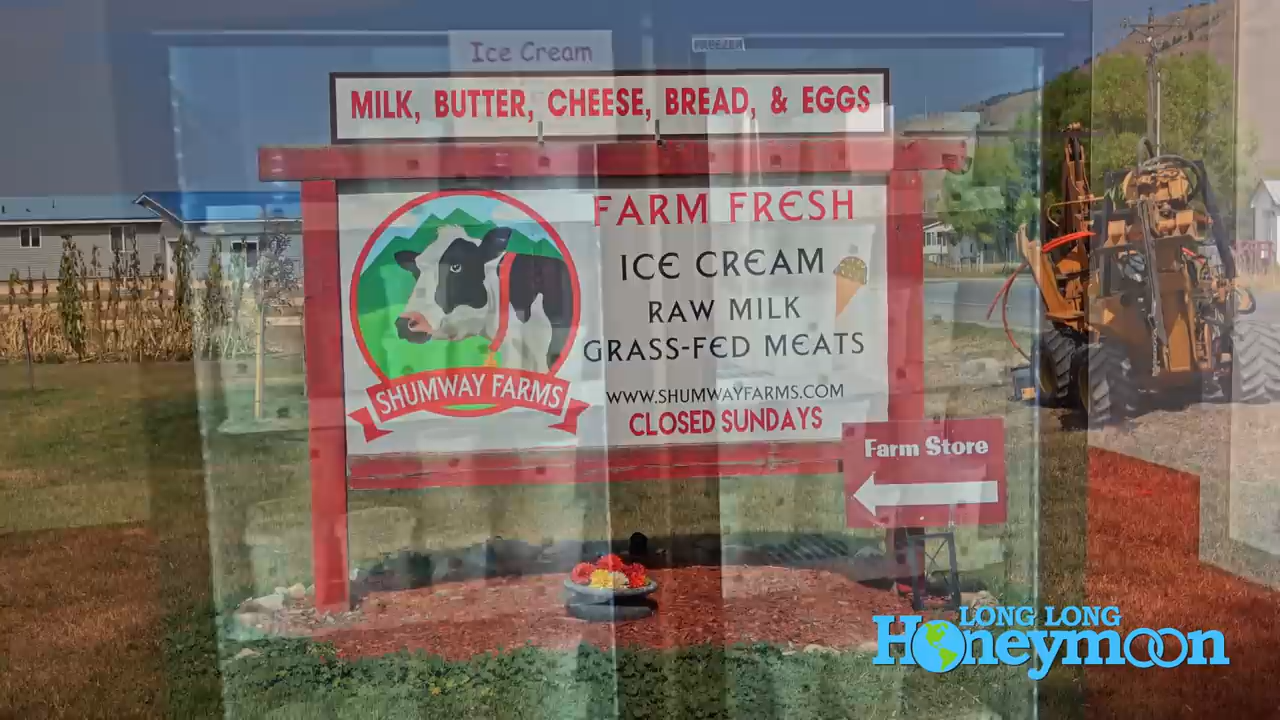 Ice Cream
FREEZER
MILK, BUTTER, CHEESE, BREAD, & EGGS
FARM FRESH
ICE CREAM
RAW MILK
GRASS-FED MEATS
WWW.SHUMWAYFARMS.COM
CLOSED SUNDAYS
SHUMWAY FARMS
Farm Store
LONG LONG
Honeymoon